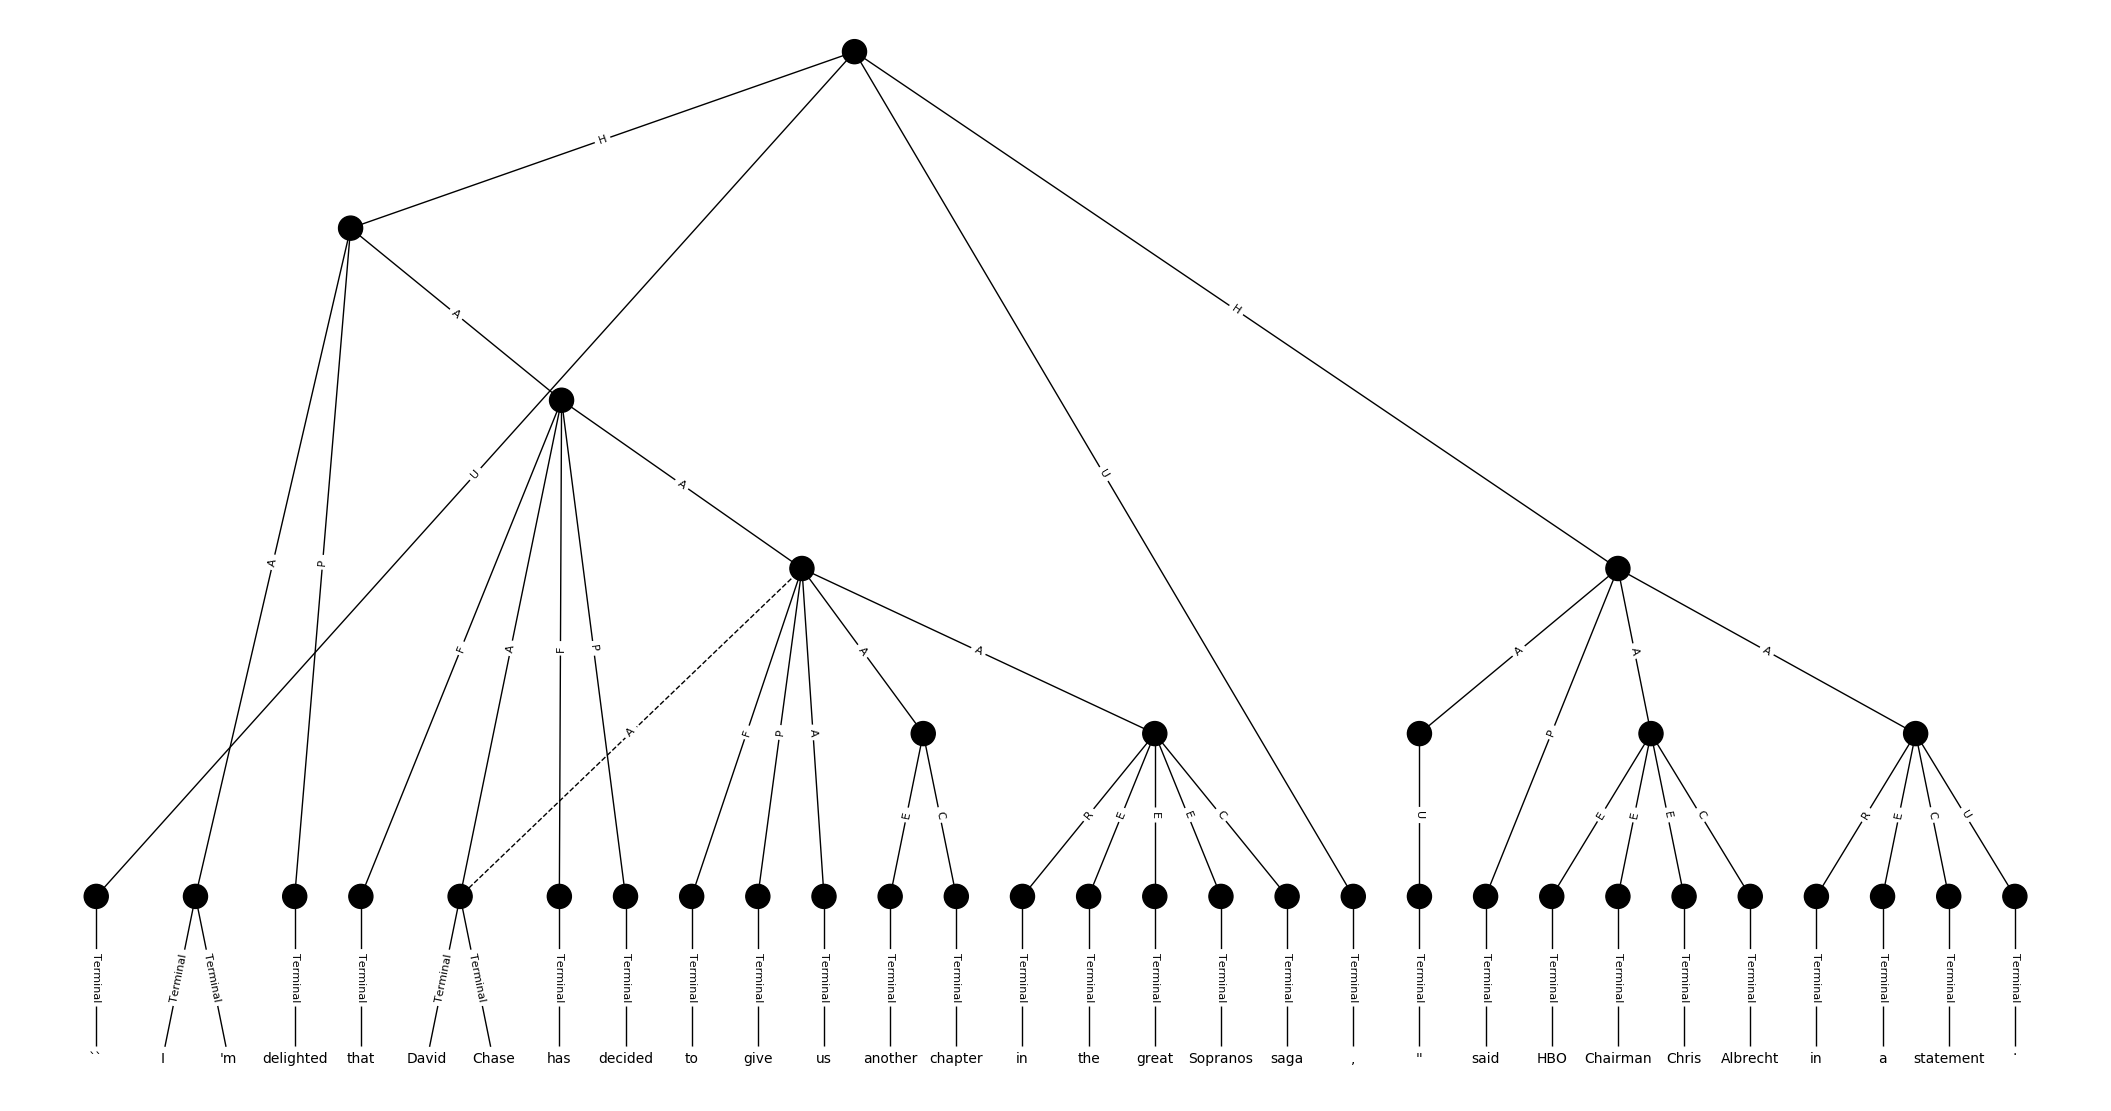 H
H
A
U
A
U
A
P
F
A
F
P
A
A
A
A
P
A
A
A
F
P
A
P
E
C
R
E
E
E
C
U
E
E
E
C
R
E
C
U
Terminal Terminal Terminal Terminal Terminal Terminal Terminal Terminal Terminal Terminal Terminal Terminal Terminal Terminal Terminal Terminal Terminal Terminal Terminal Terminal Terminal Terminal Terminal Terminal Terminal Terminal Terminal Terminal Terminal Terminal
`` I 'm delighted that David Chase has decided to give us another chapter in the great Sopranos saga , " said HBO Chairman Chris Albrecht in a statement .